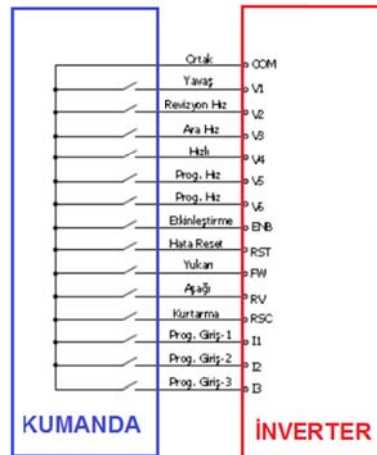 Ortak COM
Yavaş V1
Revizyon Hız V2
Ara Hız V3
Hızlı V4
Prog. Hız V5
Prog. Hız V6
Etkinleştirme ENB
Hata Reset RST
Yukarı FW
Aşağı RV
Kurtarma RSC
Prog. Giriş-1 I1
Prog. Giriş-2 I2
Prog. Giriş-3 I3
KUMANDA
İNVERTER